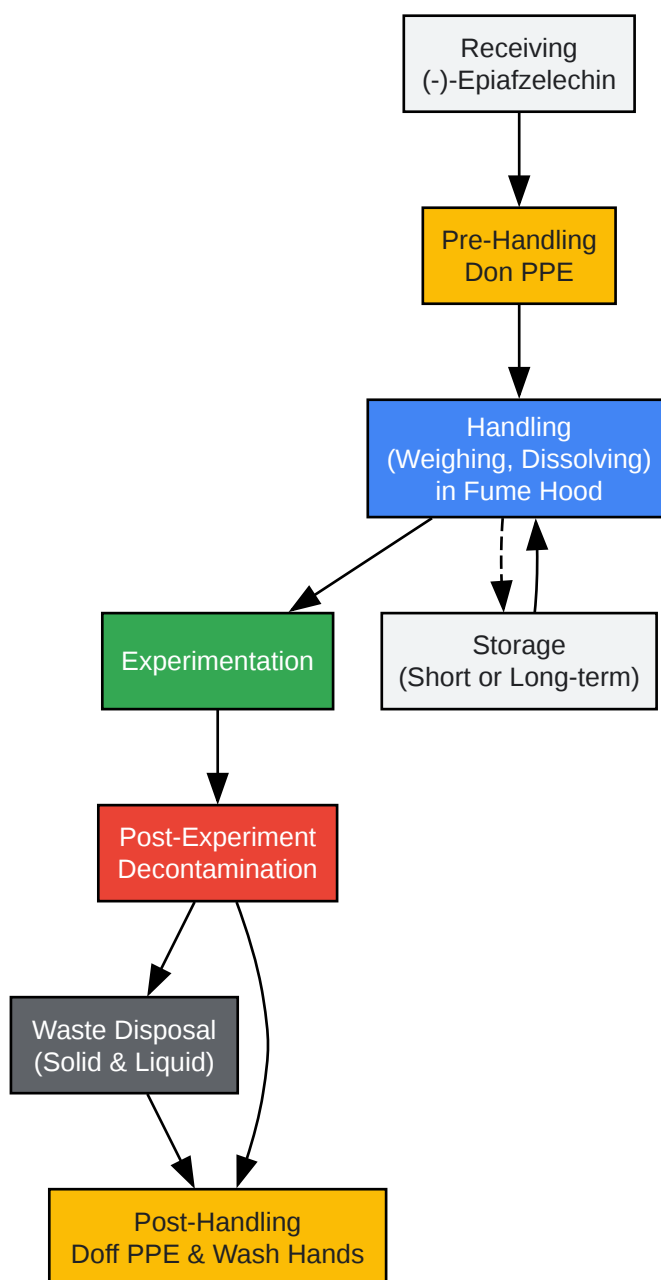 Receiving
(-)-Epiafzelechin
Pre-Handling
Don PPE
Handling
(Weighing, Dissolving)
in Fume Hood
Experimentation
Storage
(Short or Long-term)
Post-Experiment
Decontamination
Waste Disposal
(Solid & Liquid)
Post-Handling
Doff PPE & Wash Hands